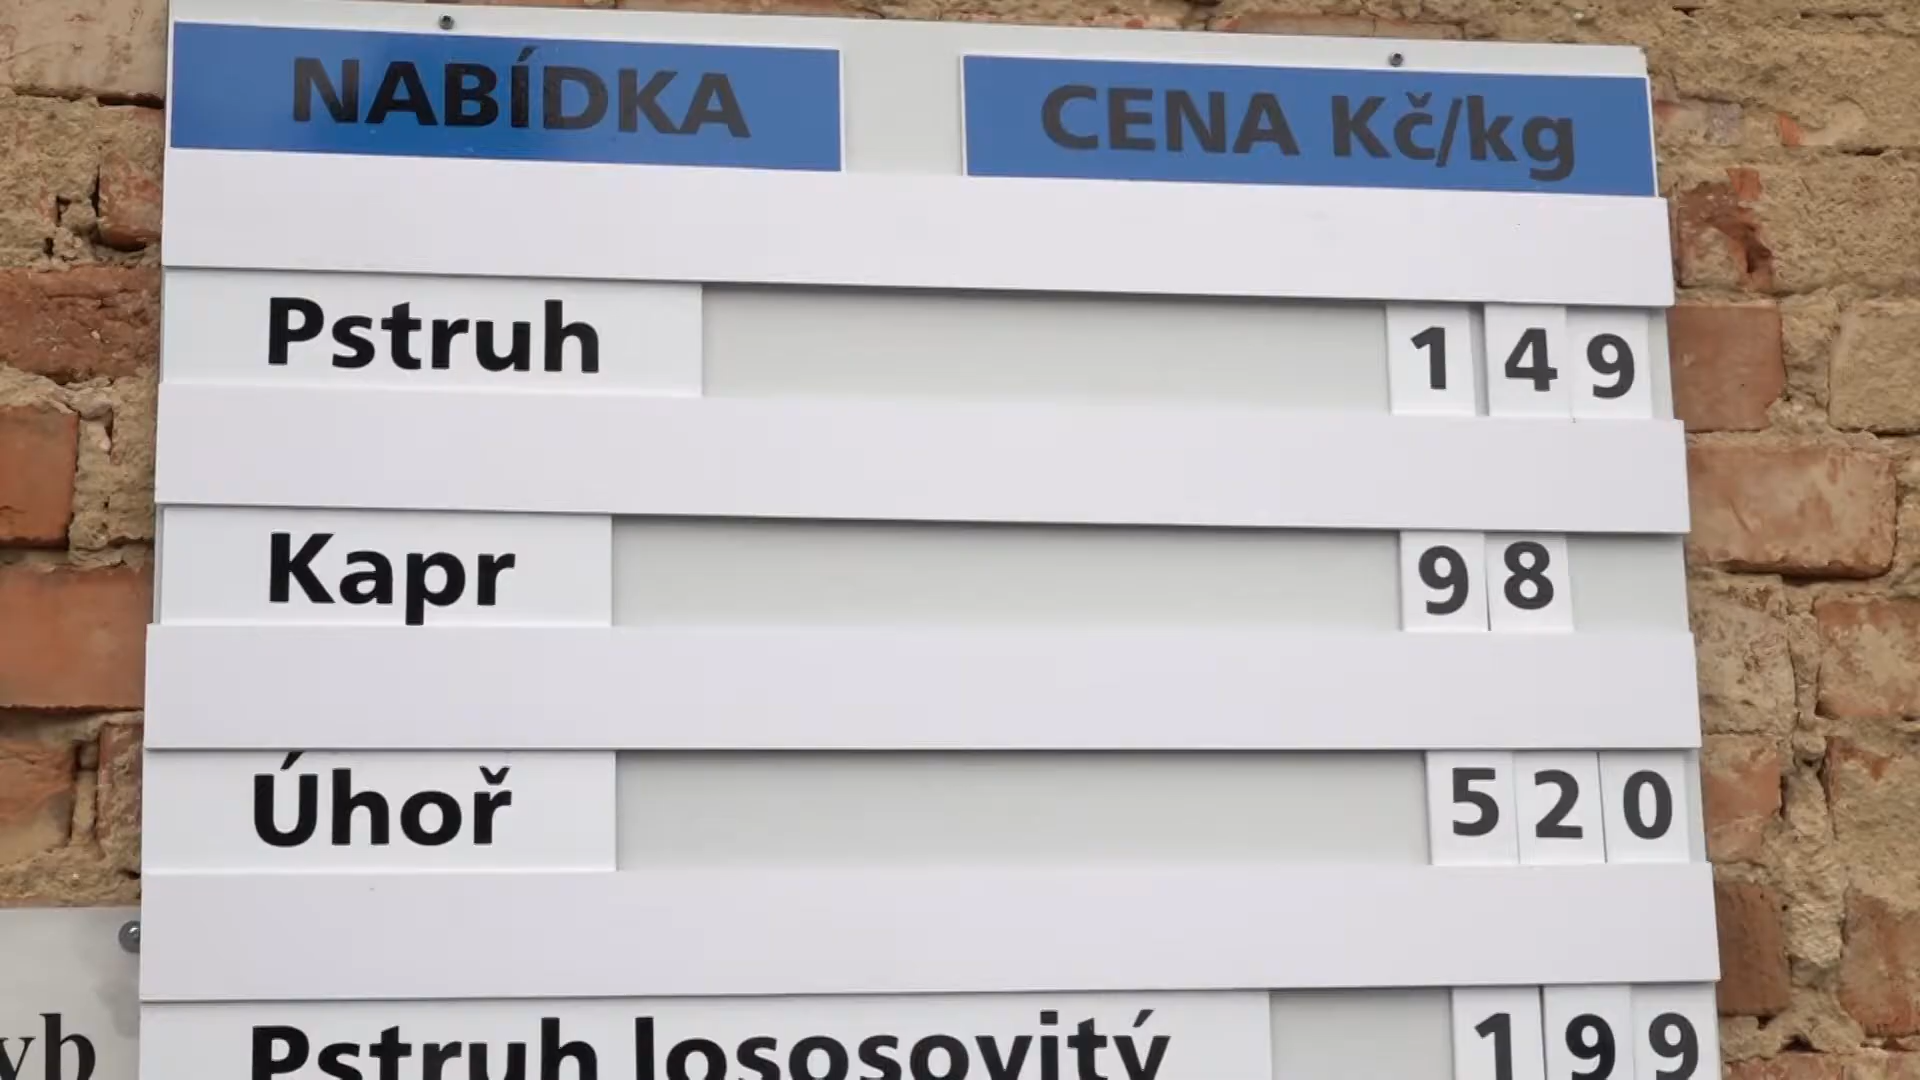 NABÍDKA CENA Kč/kg
Pstruh 149
Kapr 98
Úhoř 520
Pstruh lososovitý 199